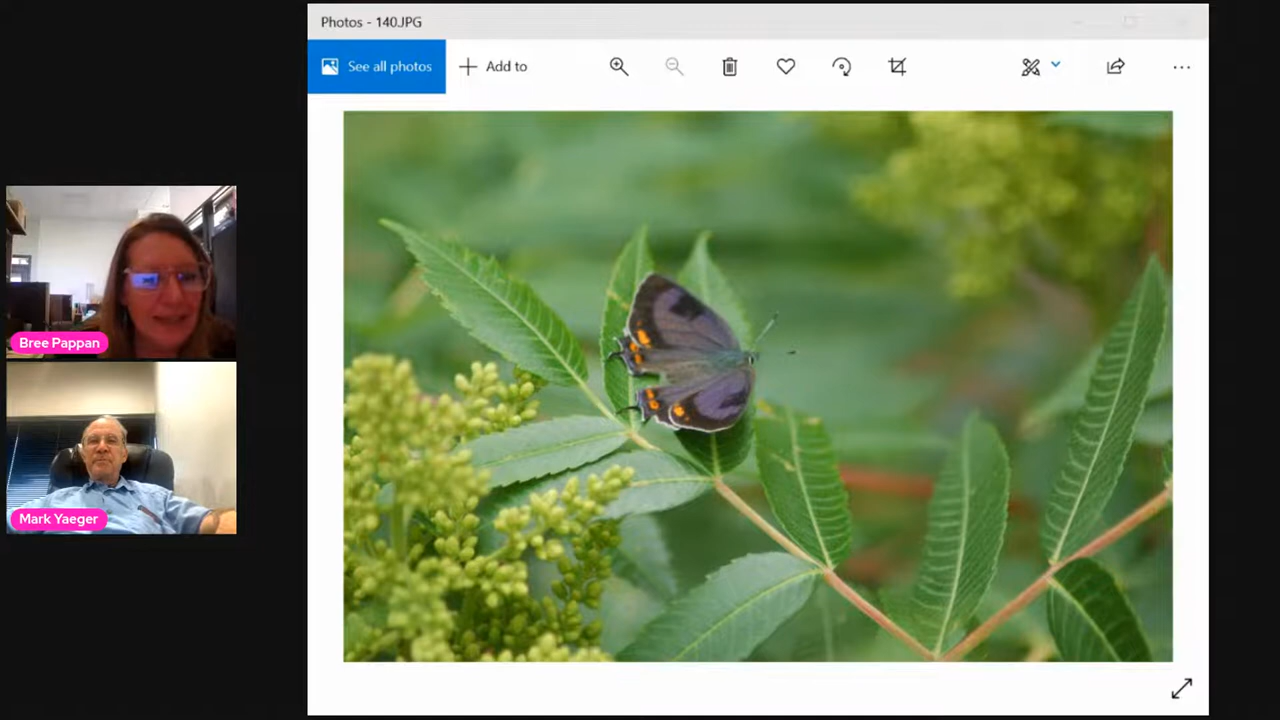 Photos - 140.JPG
See all photos
Add to
Bree Pappan
Mark Yaeger